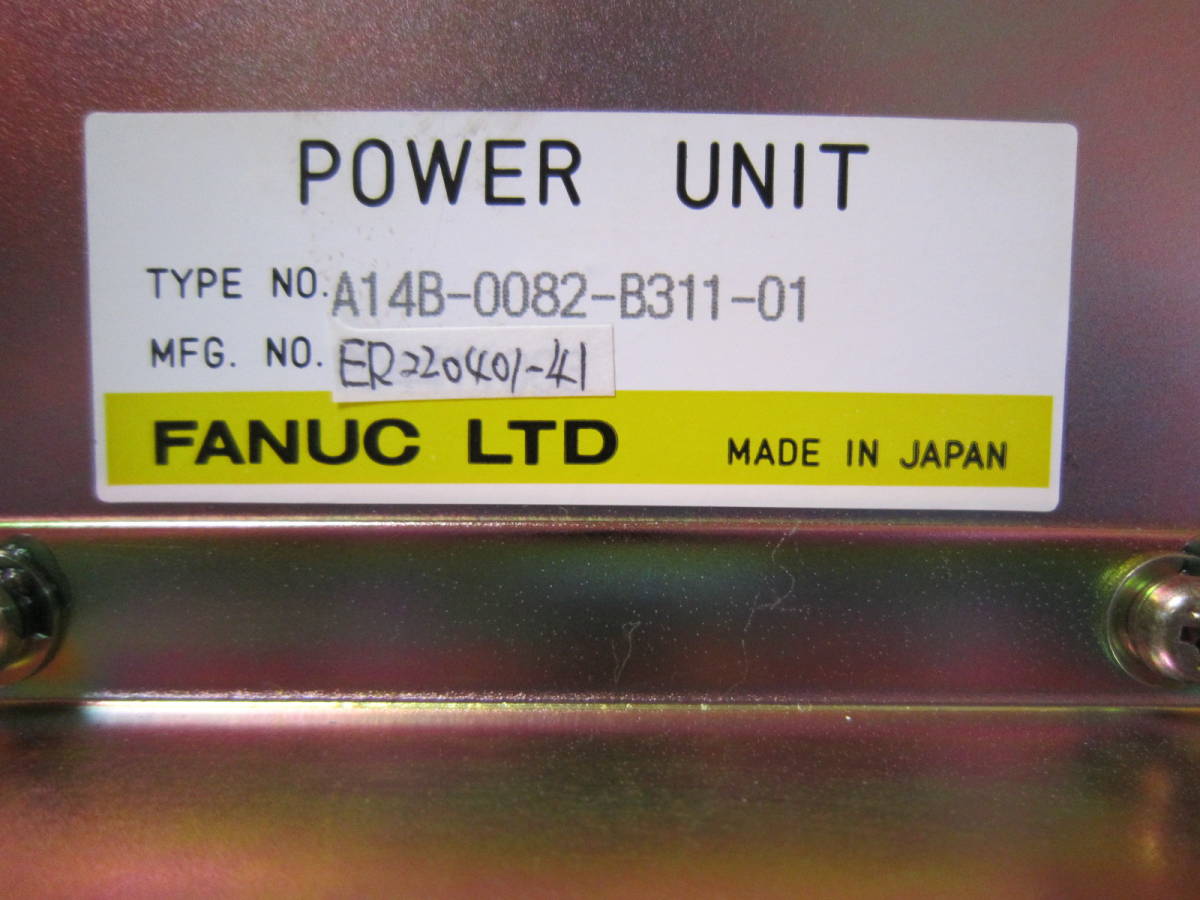 POWER UNIT
TYPE NO. A14B-0082-B311-01
MFG. NO. ER220401-41
FANUC LTD MADE IN JAPAN